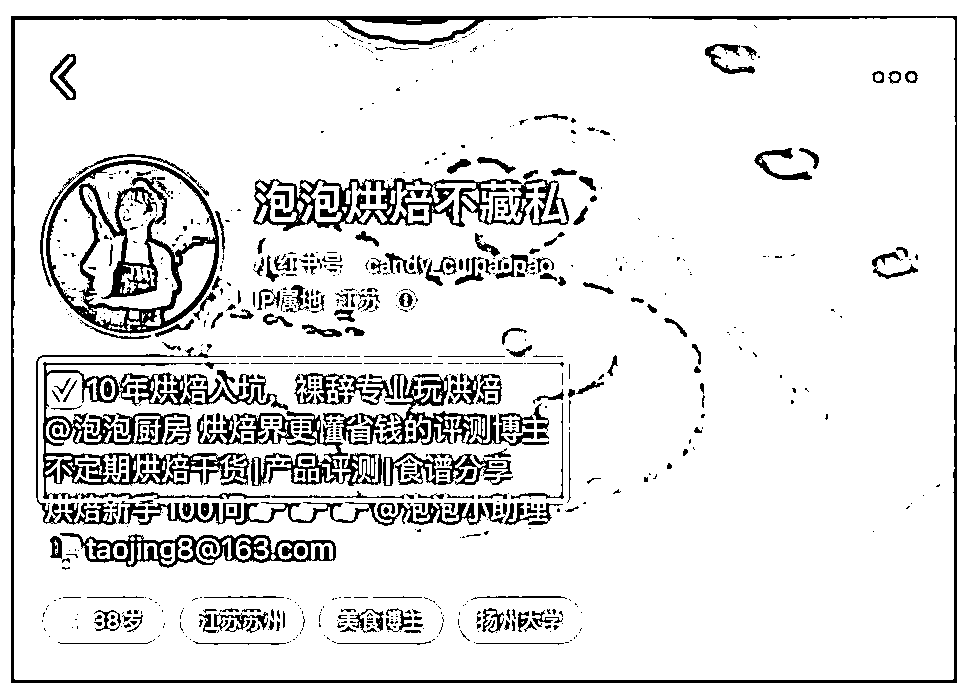 泡泡烘焙不藏私
小红书号 candy_cuipaopao
IP属地 江苏
10年烘焙入坑，裸辞专业玩烘焙
@泡泡厨房 烘焙界更懂省钱的评测博主
不定期烘焙干货|产品评测|食谱分享
烘焙新手100问👉👉👉@泡泡小助理
taojing8@163.com
38岁 江苏苏州 美食博主 扬州大学